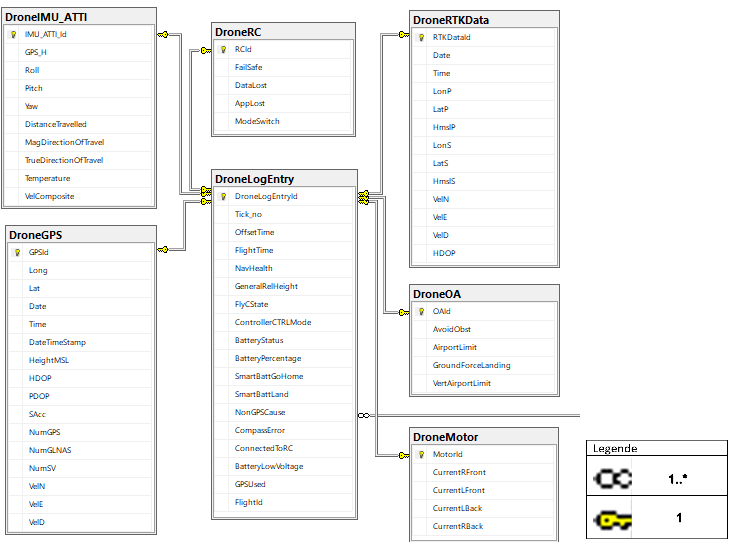 DroneIMU_ATTI
IMU_ATTI_Id
GPS_H
Roll
Pitch
Yaw
DistanceTravelled
MagDirectionOfTravel
TrueDirectionOfTravel
Temperature
VelComposite
DroneGPS
GPSId
Long
Lat
Date
Time
DateTimeStamp
HeightMSL
HDOP
PDOP
SAcc
NumGPS
NumGLNAS
NumSV
VelN
VelE
VelD
DroneRC
RCId
FailSafe
DataLost
AppLost
ModeSwitch
DroneLogEntry
DroneLogEntryId
Tick_no
OffsetTime
FlightTime
NavHealth
GeneralRelHeight
FlyCState
ControllerCTRLMode
BatteryStatus
BatteryPercentage
SmartBattGoHome
SmartBattLand
NonGPSCause
CompassError
ConnectedToRC
BatteryLowVoltage
GPSUsed
FlightId
DroneRTKData
RTKDataId
Date
Time
LonP
LatP
HmslP
LonS
LatS
HmslS
VelN
VelE
VelD
HDOP
DroneOA
OAId
AvoidObst
AirportLimit
GroundForceLanding
VertAirportLimit
DroneMotor
MotorId
CurrentRFront
CurrentLFront
CurrentLBack
CurrentRBack
Legende
1..*
1